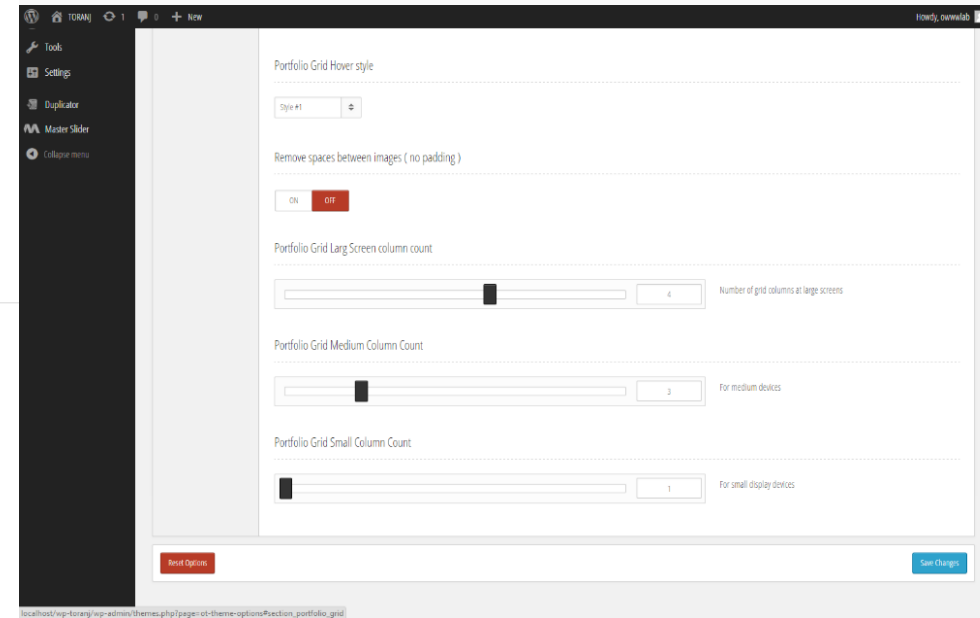 TORANJ 1 0 New Howdy, owwwlab
Tools
Settings
Duplicator
Master Slider
Collapse menu
Portfolio Grid Hover style
Style #1
Remove spaces between images ( no padding )
ON OFF
Portfolio Grid Larg Screen column count
4 Number of grid columns at large screens
Portfolio Grid Medium Column Count
3 For medium devices
Portfolio Grid Small Column Count
1 For small display devices
Reset Options Save Changes
localhost/wp-toranj/wp-admin/themes.php?page=ot-theme-options#section_portfolio_grid